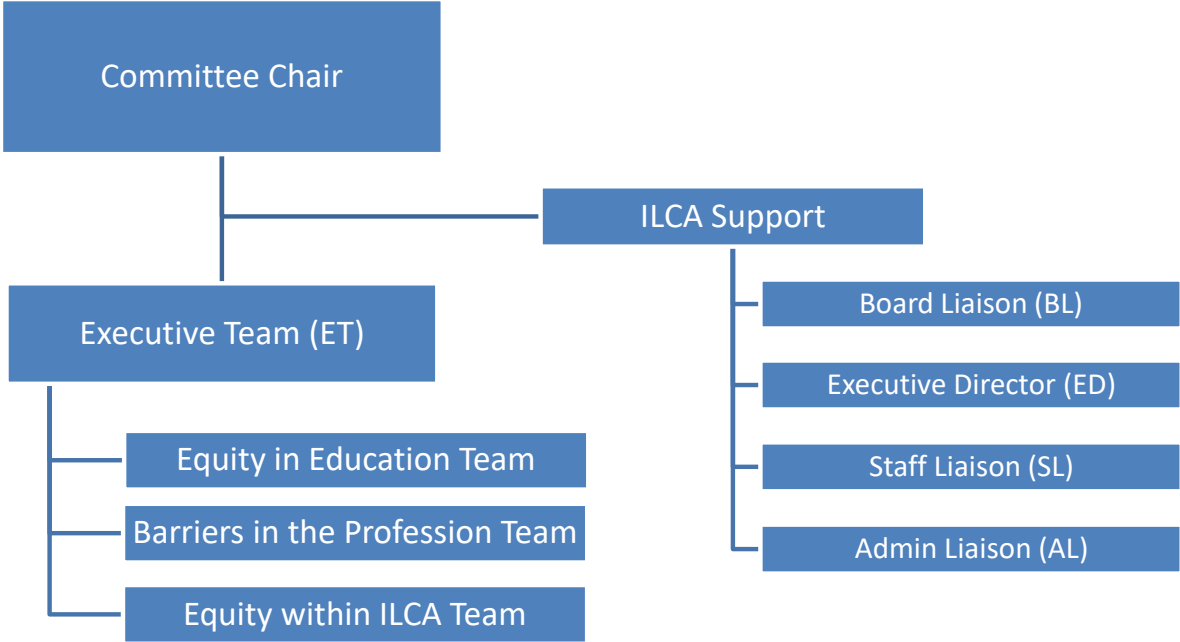 Committee Chair
ILCA Support
Executive Team (ET)
Equity in Education Team
Barriers in the Profession Team
Equity within ILCA Team
Board Liaison (BL)
Executive Director (ED)
Staff Liaison (SL)
Admin Liaison (AL)